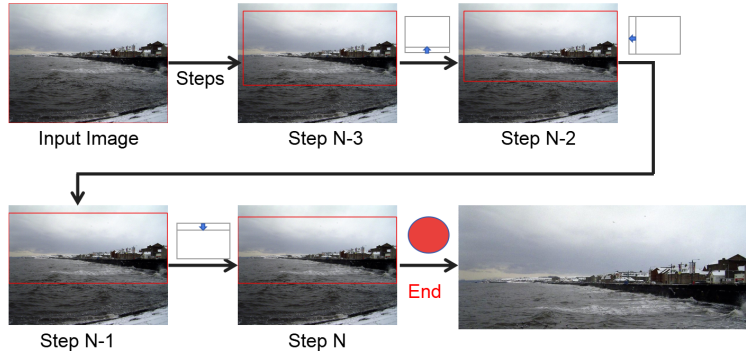 Steps
Input Image
Step N-3
Step N-2
End
Step N-1
Step N